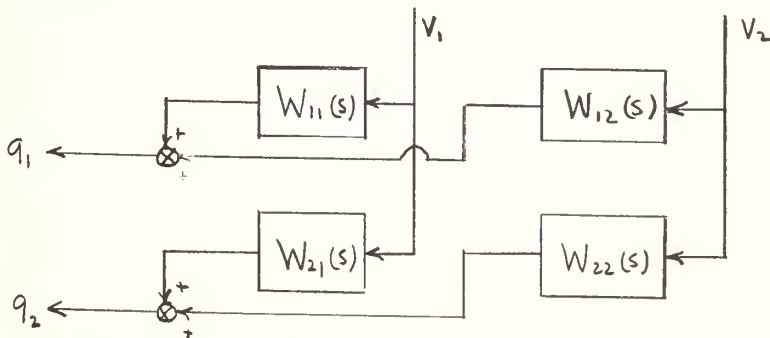 V₁
V₂
W₁₁(s)
W₁₂(s)
+
q₁
+
W₂₁(s)
W₂₂(s)
+
q₂
+